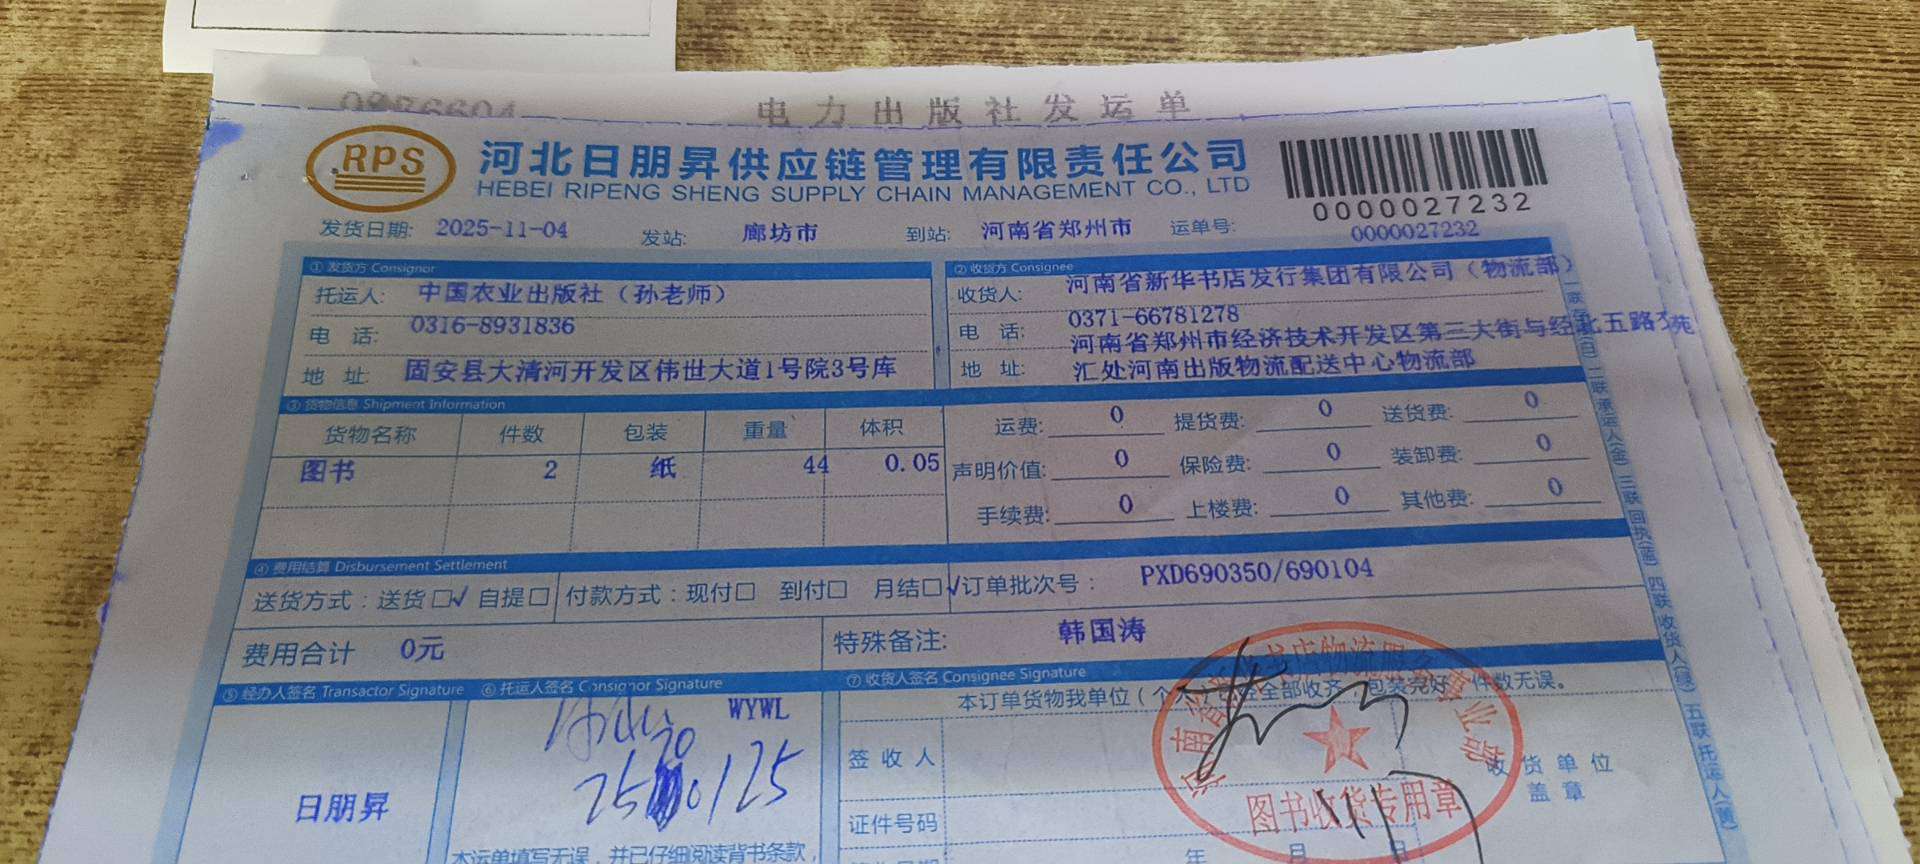 电力出版社发运单
RPS
河北日朋昇供应链管理有限责任公司
HEBEI RIPENG SHENG SUPPLY CHAIN MANAGEMENT CO., LTD
0000027232
发货日期: 2025-11-04 发站: 廊坊市 到站: 河南省郑州市 运单号: 0000027232
① 发货方 Consignor
托运人: 中国农业出版社（孙老师）
电 话: 0316-8931836
地 址: 固安县大清河开发区伟世大道1号院3号库
② 收货方 Consignee
收货人: 河南省新华书店发行集团有限公司（物流部）
电 话: 0371-66781278
河南省郑州市经济技术开发区第三大街与经北五路交
地 址: 汇处河南出版物流配送中心物流部
③ 货物信息 Shipment Information
货物名称 件数 包装 重量 体积
图书 2 纸 44 0.05
运费: 0 提货费: 0 送货费: 0
声明价值: 0 保险费: 0 装卸费: 0
手续费: 0 上楼费: 0 其他费: 0
④ 费用结算 Disbursement Settlement
送货方式：送货□√ 自提□ 付款方式：现付□ 到付□ 月结□√ 订单批次号： PXD690350/690104
费用合计 0元 特殊备注: 韩国涛
⑤ 经办人签名 Transactor Signature ⑥ 托运人签名 Consignor Signature ⑦ 收货人签名 Consignee Signature
日朋昇
WYWL
本运单填写无误，并已仔细阅读背书条款，
签收人
证件号码
收货单位
盖章
图书收货专用章
年 月 日